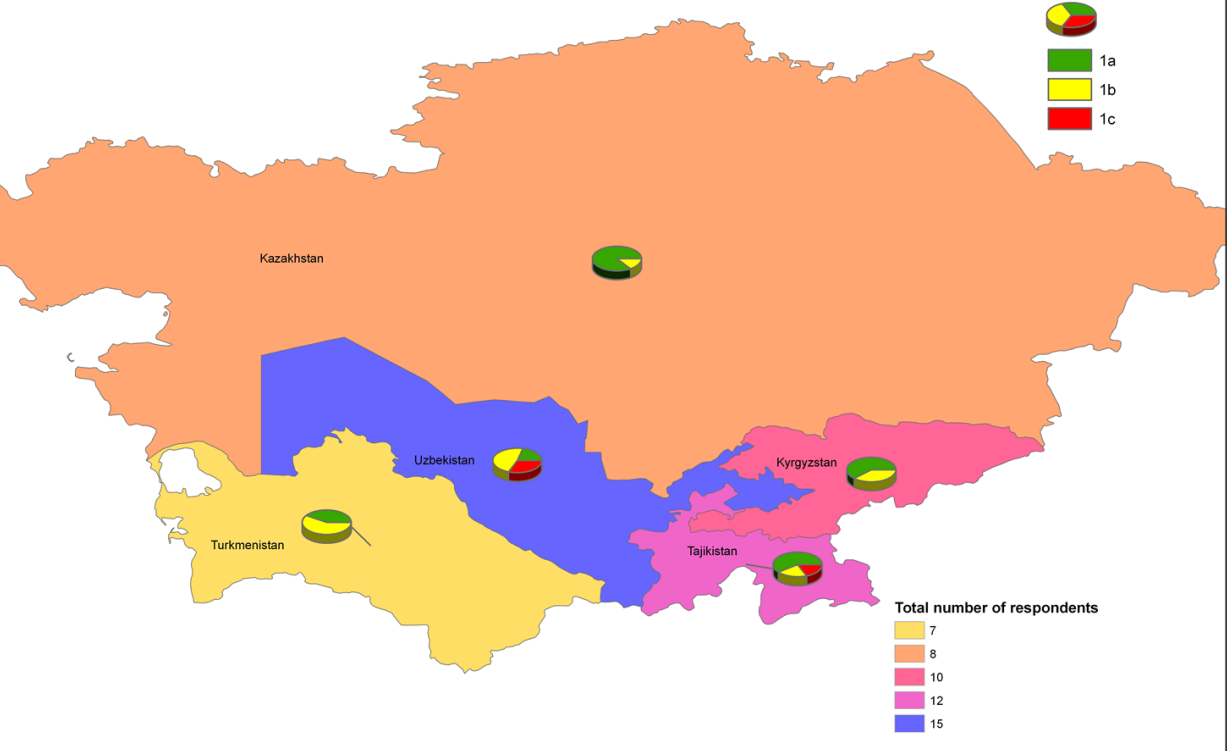 1a
1b
1c
Kazakhstan
Uzbekistan
Kyrgyzstan
Turkmenistan
Tajikistan
Total number of respondents
7
8
10
12
15